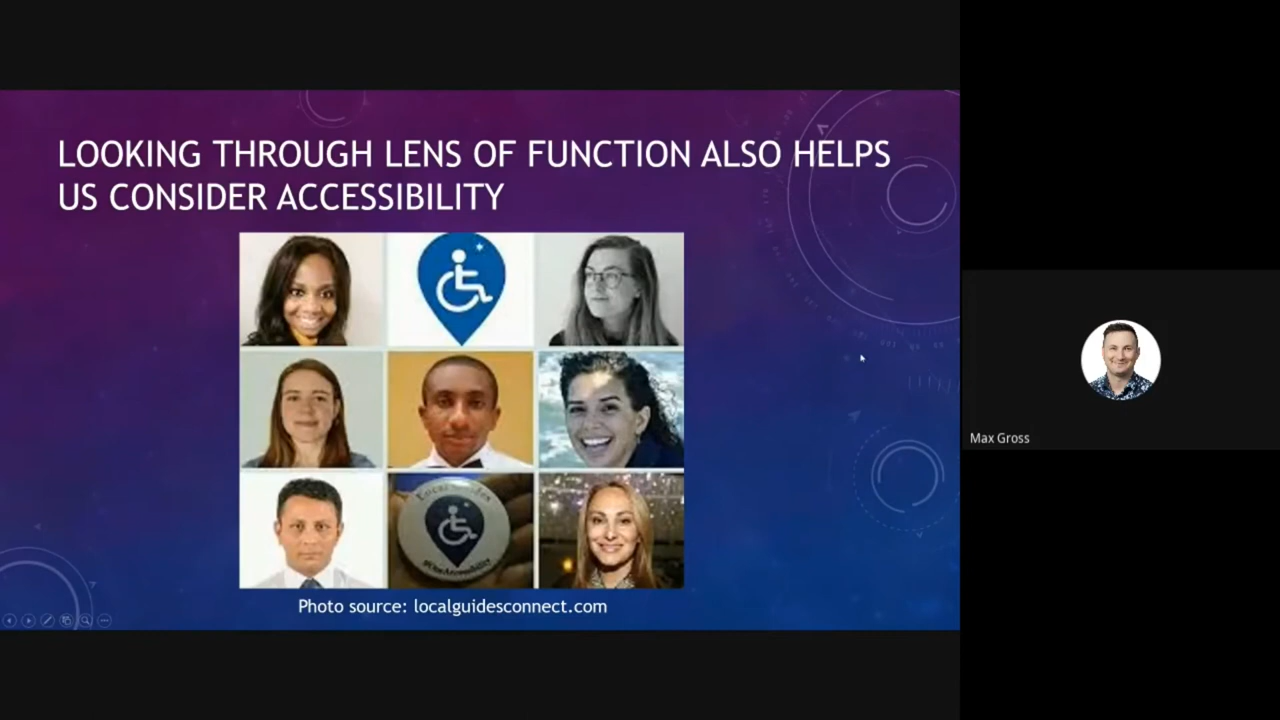 LOOKING THROUGH LENS OF FUNCTION ALSO HELPS
US CONSIDER ACCESSIBILITY
Photo source: localguidesconnect.com
Max Gross